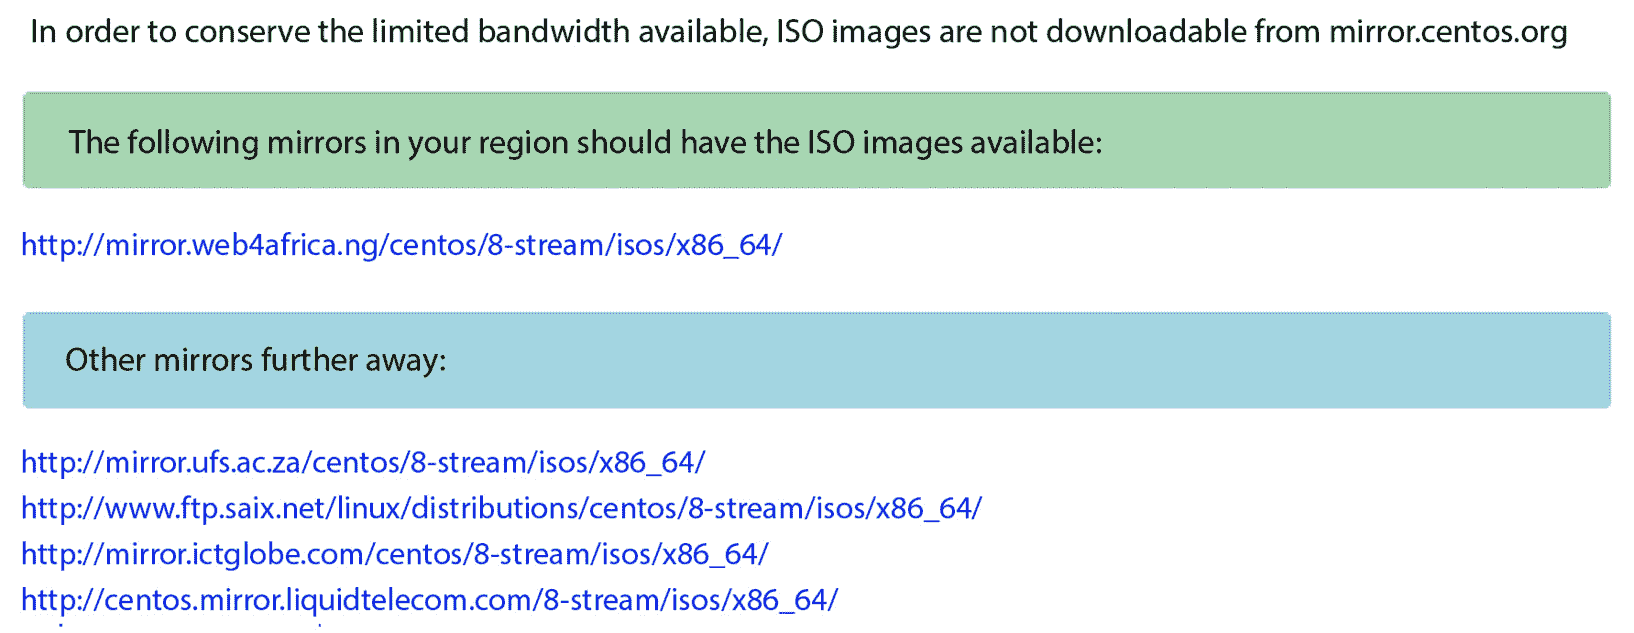 In order to conserve the limited bandwidth available, ISO images are not downloadable from mirror.centos.org
The following mirrors in your region should have the ISO images available:
http://mirror.web4africa.ng/centos/8-stream/isos/x86_64/
Other mirrors further away:
http://mirror.ufs.ac.za/centos/8-stream/isos/x86_64/
http://www.ftp.saix.net/linux/distributions/centos/8-stream/isos/x86_64/
http://mirror.ictglobe.com/centos/8-stream/isos/x86_64/
http://centos.mirror.liquidtelecom.com/8-stream/isos/x86_64/